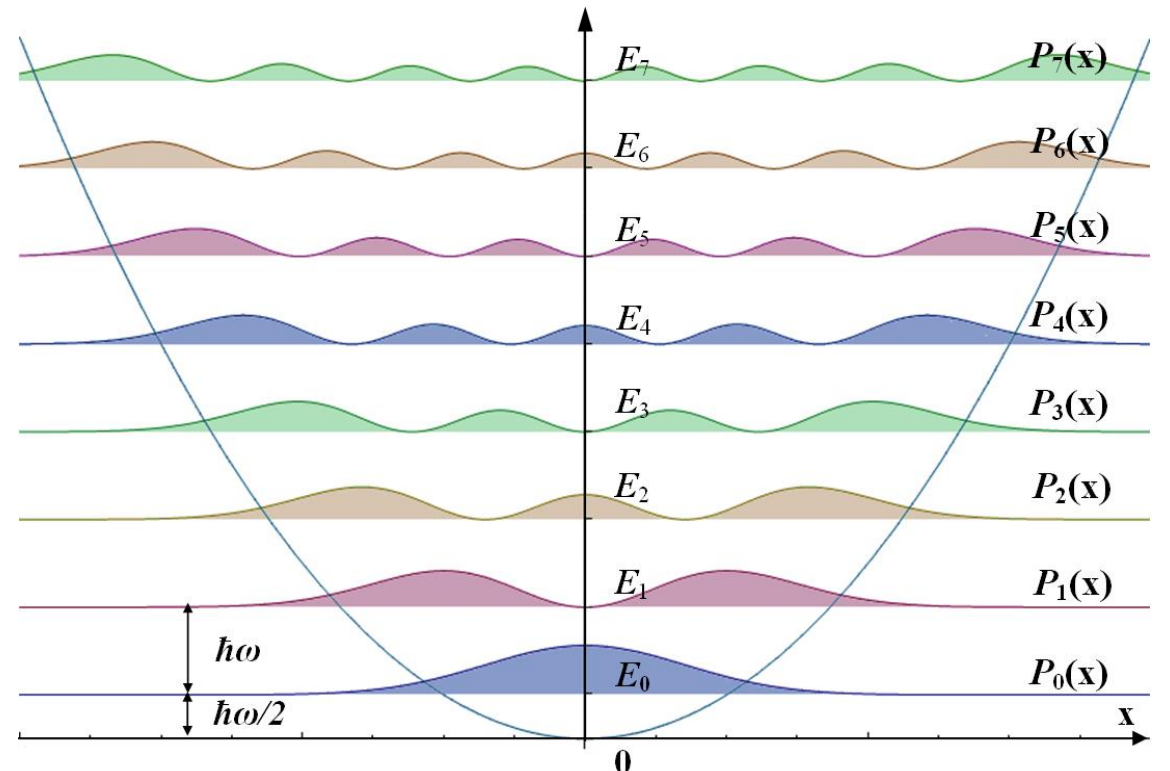 E₇ P₇(x)
E₆ P₆(x)
E₅ P₅(x)
E₄ P₄(x)
E₃ P₃(x)
E₂ P₂(x)
E₁ P₁(x)
ħω
E₀ P₀(x)
ħω/2
x
0